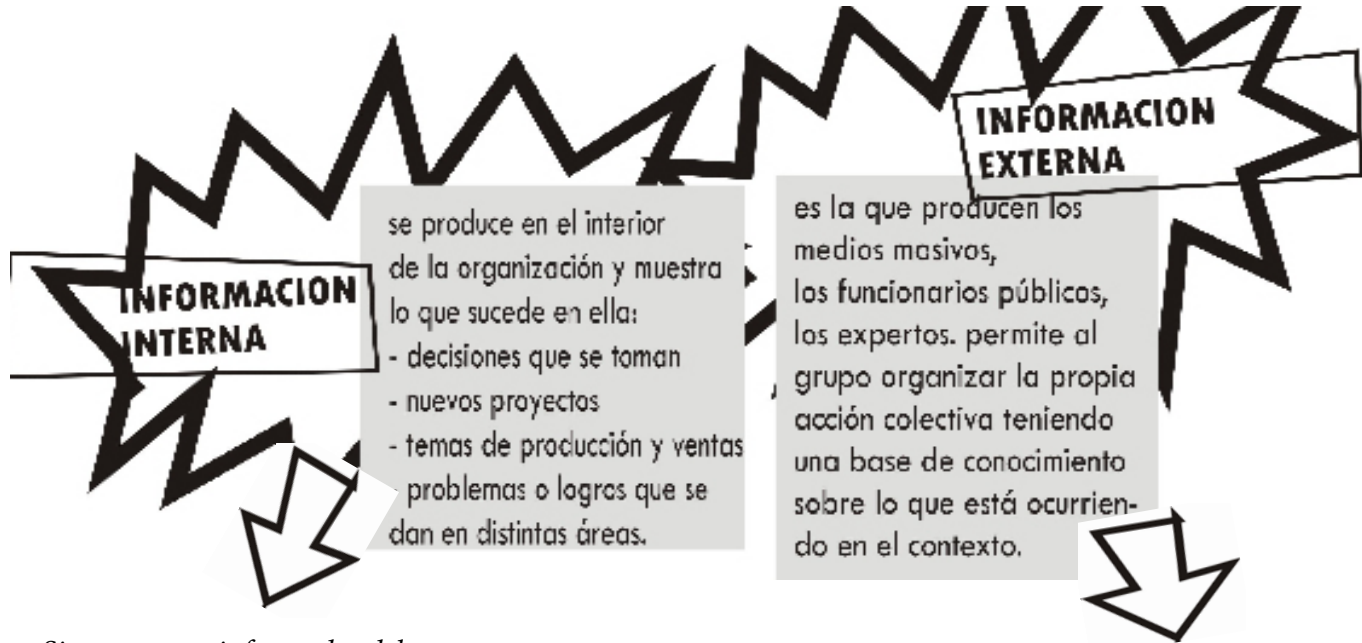 INFORMACION
INTERNA
se produce en el interior
de la organización y muestra
lo que sucede en ella:
- decisiones que se toman
- nuevos proyectos
- temas de producción y ventas
- problemas o logros que se
dan en distintas áreas.
INFORMACION
EXTERNA
es la que producen los
medios masivos,
los funcionarios públicos,
los expertos. permite al
grupo organizar la propia
acción colectiva teniendo
una base de conocimiento
sobre lo que está ocurrien-
do en el contexto.